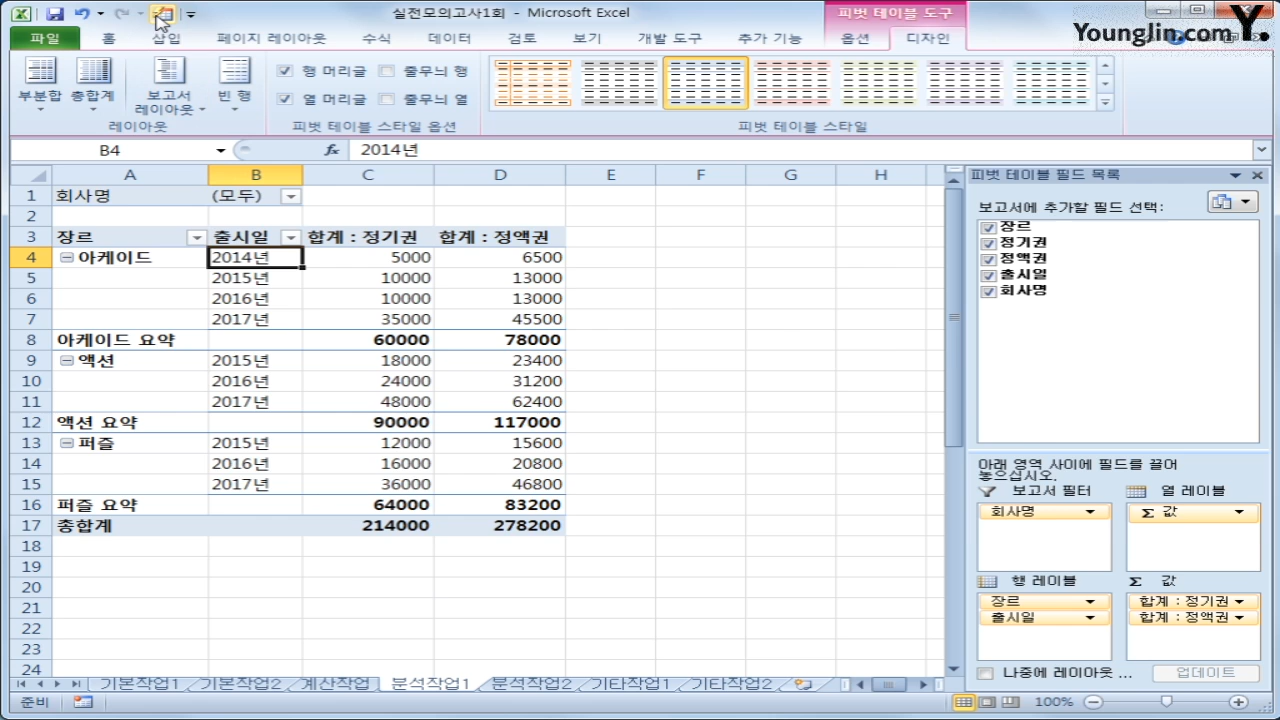 실전모의고사1회 - Microsoft Excel
피벗 테이블 도구
YoungJin.com Y.
파일 홈 삽입 페이지 레이아웃 수식 데이터 검토 보기 개발 도구 추가 기능 옵션 디자인
부분합 총합계 보고서 레이아웃 빈 행
행 머리글 줄무늬 행
열 머리글 줄무늬 열
레이아웃 피벗 테이블 스타일 옵션 피벗 테이블 스타일
B4 fx 2014년
A B C D E F G H
1 회사명 (모두)
2
3 장르 출시일 합계 : 정기권 합계 : 정액권
4 아케이드 2014년 5000 6500
5 2015년 10000 13000
6 2016년 10000 13000
7 2017년 35000 45500
8 아케이드 요약 60000 78000
9 액션 2015년 18000 23400
10 2016년 24000 31200
11 2017년 48000 62400
12 액션 요약 90000 117000
13 퍼즐 2015년 12000 15600
14 2016년 16000 20800
15 2017년 36000 46800
16 퍼즐 요약 64000 83200
17 총합계 214000 278200
18
19
20
21
22
23
24
피벗 테이블 필드 목록
보고서에 추가할 필드 선택:
장르
정기권
정액권
출시일
회사명
아래 영역 사이에 필드를 끌어
놓으십시오.
보고서 필터 열 레이블
회사명 Σ 값
행 레이블 Σ 값
장르 합계 : 정기권
출시일 합계 : 정액권
나중에 레이아웃 ... 업데이트
기본작업1 기본작업2 계산작업 분석작업1 분석작업2 기타작업1 기타작업2
준비 100%